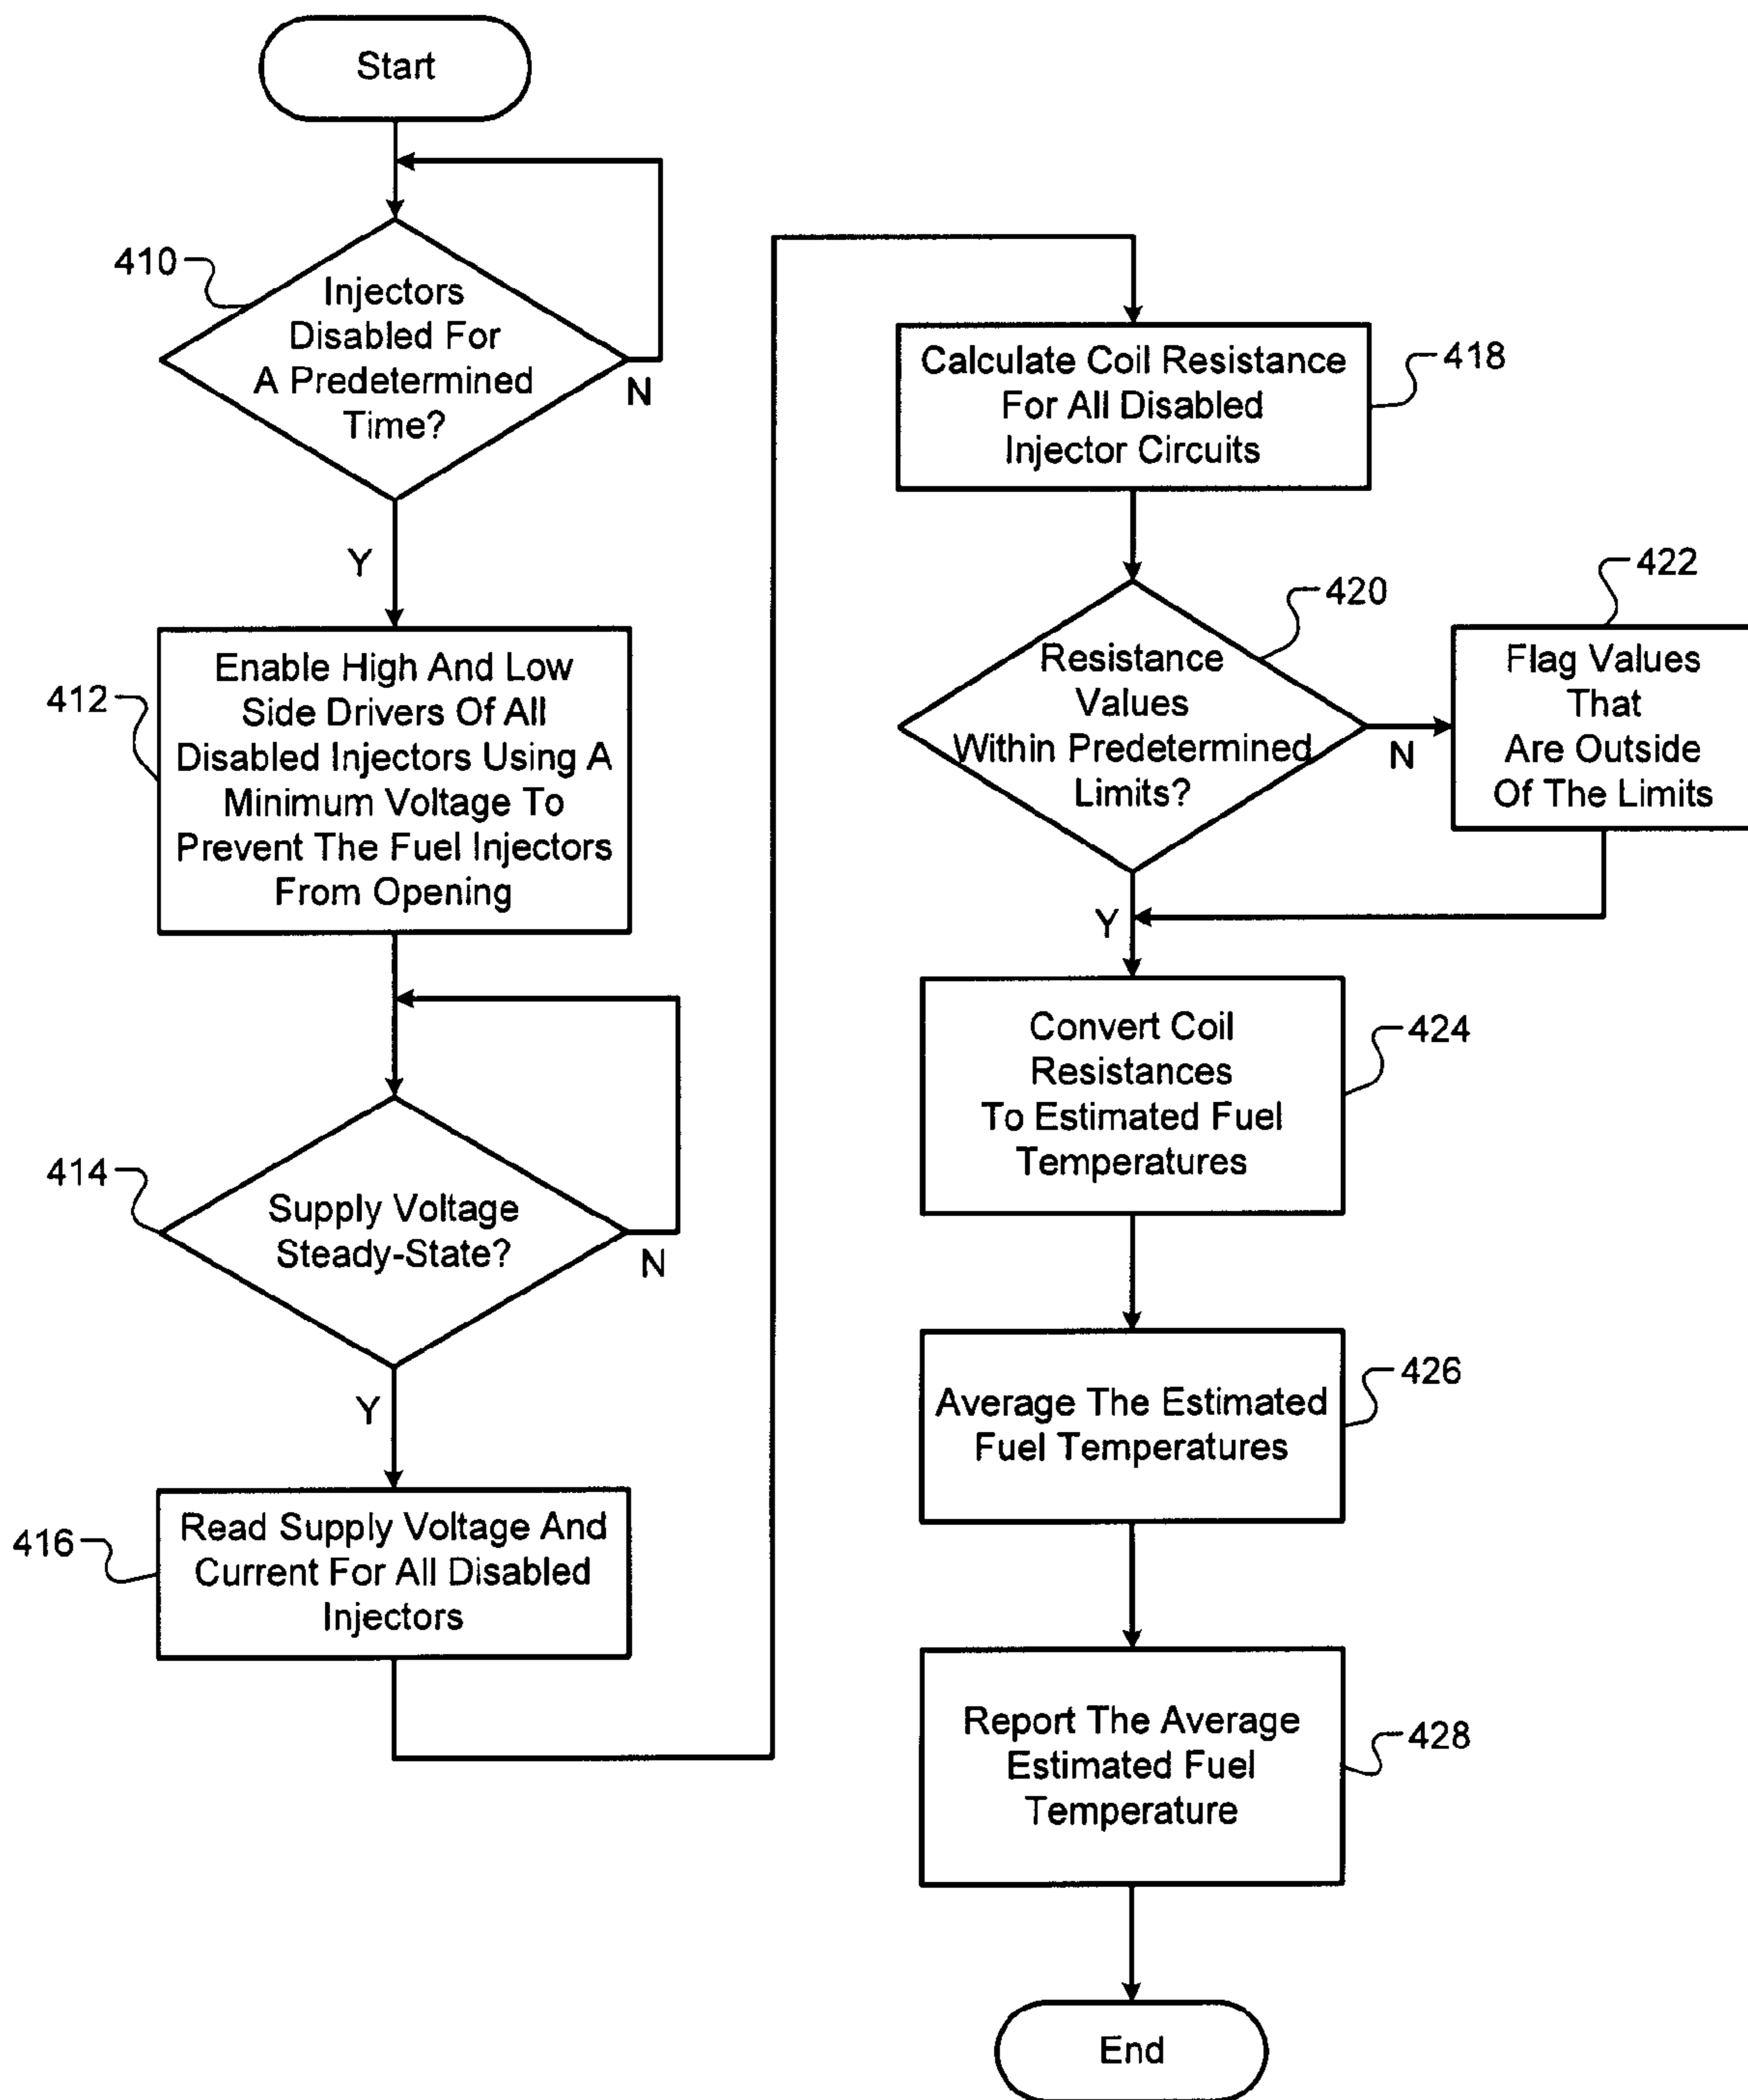 Start
410
Injectors
Disabled For
A Predetermined
Time?
N
Y
412
Enable High And Low
Side Drivers Of All
Disabled Injectors Using A
Minimum Voltage To
Prevent The Fuel Injectors
From Opening
414
Supply Voltage
Steady-State?
N
Y
416
Read Supply Voltage And
Current For All Disabled
Injectors
Calculate Coil Resistance
For All Disabled
Injector Circuits
418
420
Resistance
Values
Within Predetermined
Limits?
N
Y
422
Flag Values
That
Are Outside
Of The Limits
Convert Coil
Resistances
To Estimated Fuel
Temperatures
424
Average The Estimated
Fuel Temperatures
426
Report The Average
Estimated Fuel
Temperature
428
End